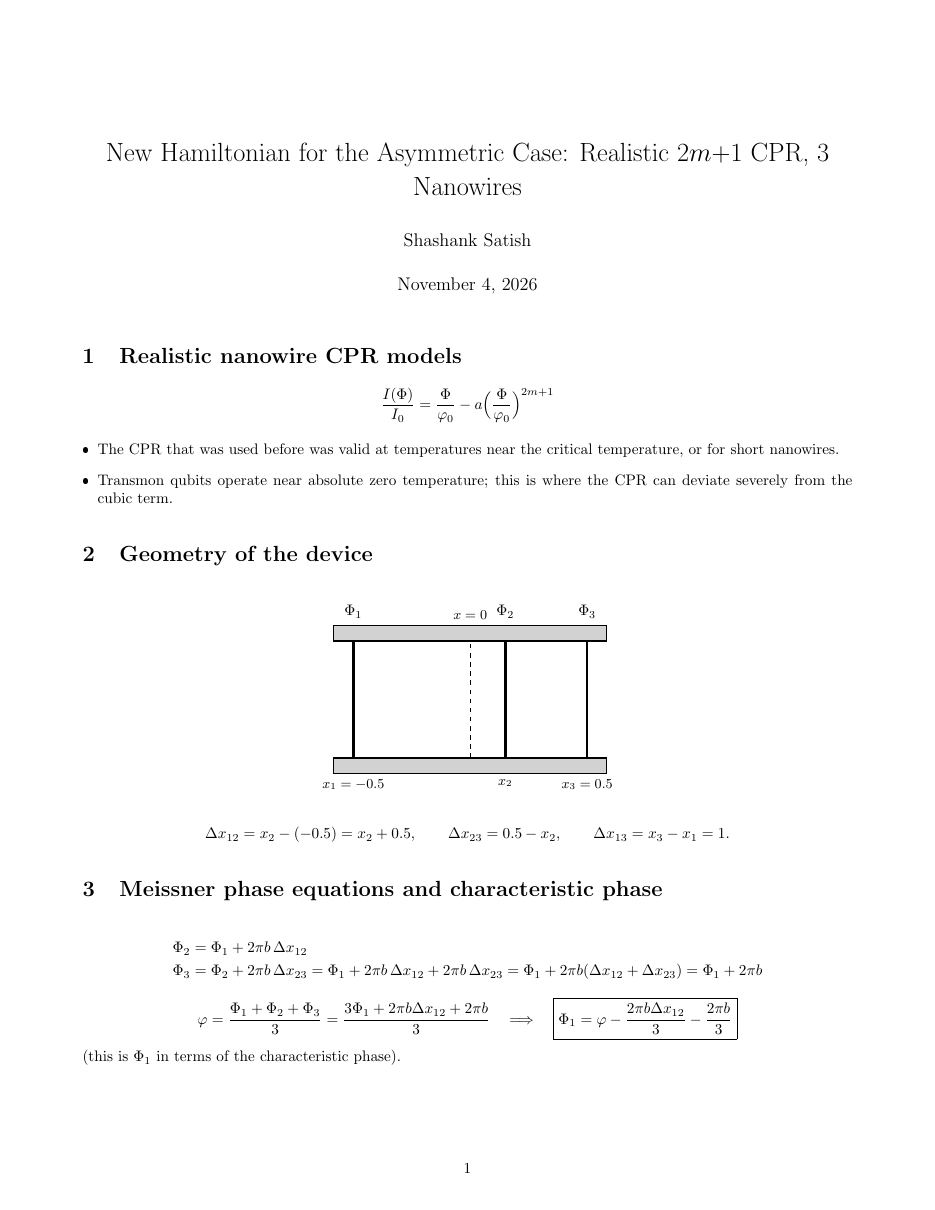 New Hamiltonian for the Asymmetric Case: Realistic 2m+1 CPR, 3
Nanowires
Shashank Satish
November 4, 2026
1 Realistic nanowire CPR models
I(Φ)/I₀ = Φ/φ₀ − a(Φ/φ₀)^{2m+1}
• The CPR that was used before was valid at temperatures near the critical temperature, or for short nanowires.
• Transmon qubits operate near absolute zero temperature; this is where the CPR can deviate severely from the
cubic term.
2 Geometry of the device
Φ₁ x = 0 Φ₂ Φ₃
x₁ = −0.5 x₂ x₃ = 0.5
Δx₁₂ = x₂ − (−0.5) = x₂ + 0.5, Δx₂₃ = 0.5 − x₂, Δx₁₃ = x₃ − x₁ = 1.
3 Meissner phase equations and characteristic phase
Φ₂ = Φ₁ + 2πb Δx₁₂
Φ₃ = Φ₂ + 2πb Δx₂₃ = Φ₁ + 2πb Δx₁₂ + 2πb Δx₂₃ = Φ₁ + 2πb(Δx₁₂ + Δx₂₃) = Φ₁ + 2πb
φ = (Φ₁ + Φ₂ + Φ₃)/3 = (3Φ₁ + 2πbΔx₁₂ + 2πb)/3 ⟹ Φ₁ = φ − 2πbΔx₁₂/3 − 2πb/3
(this is Φ₁ in terms of the characteristic phase).
1